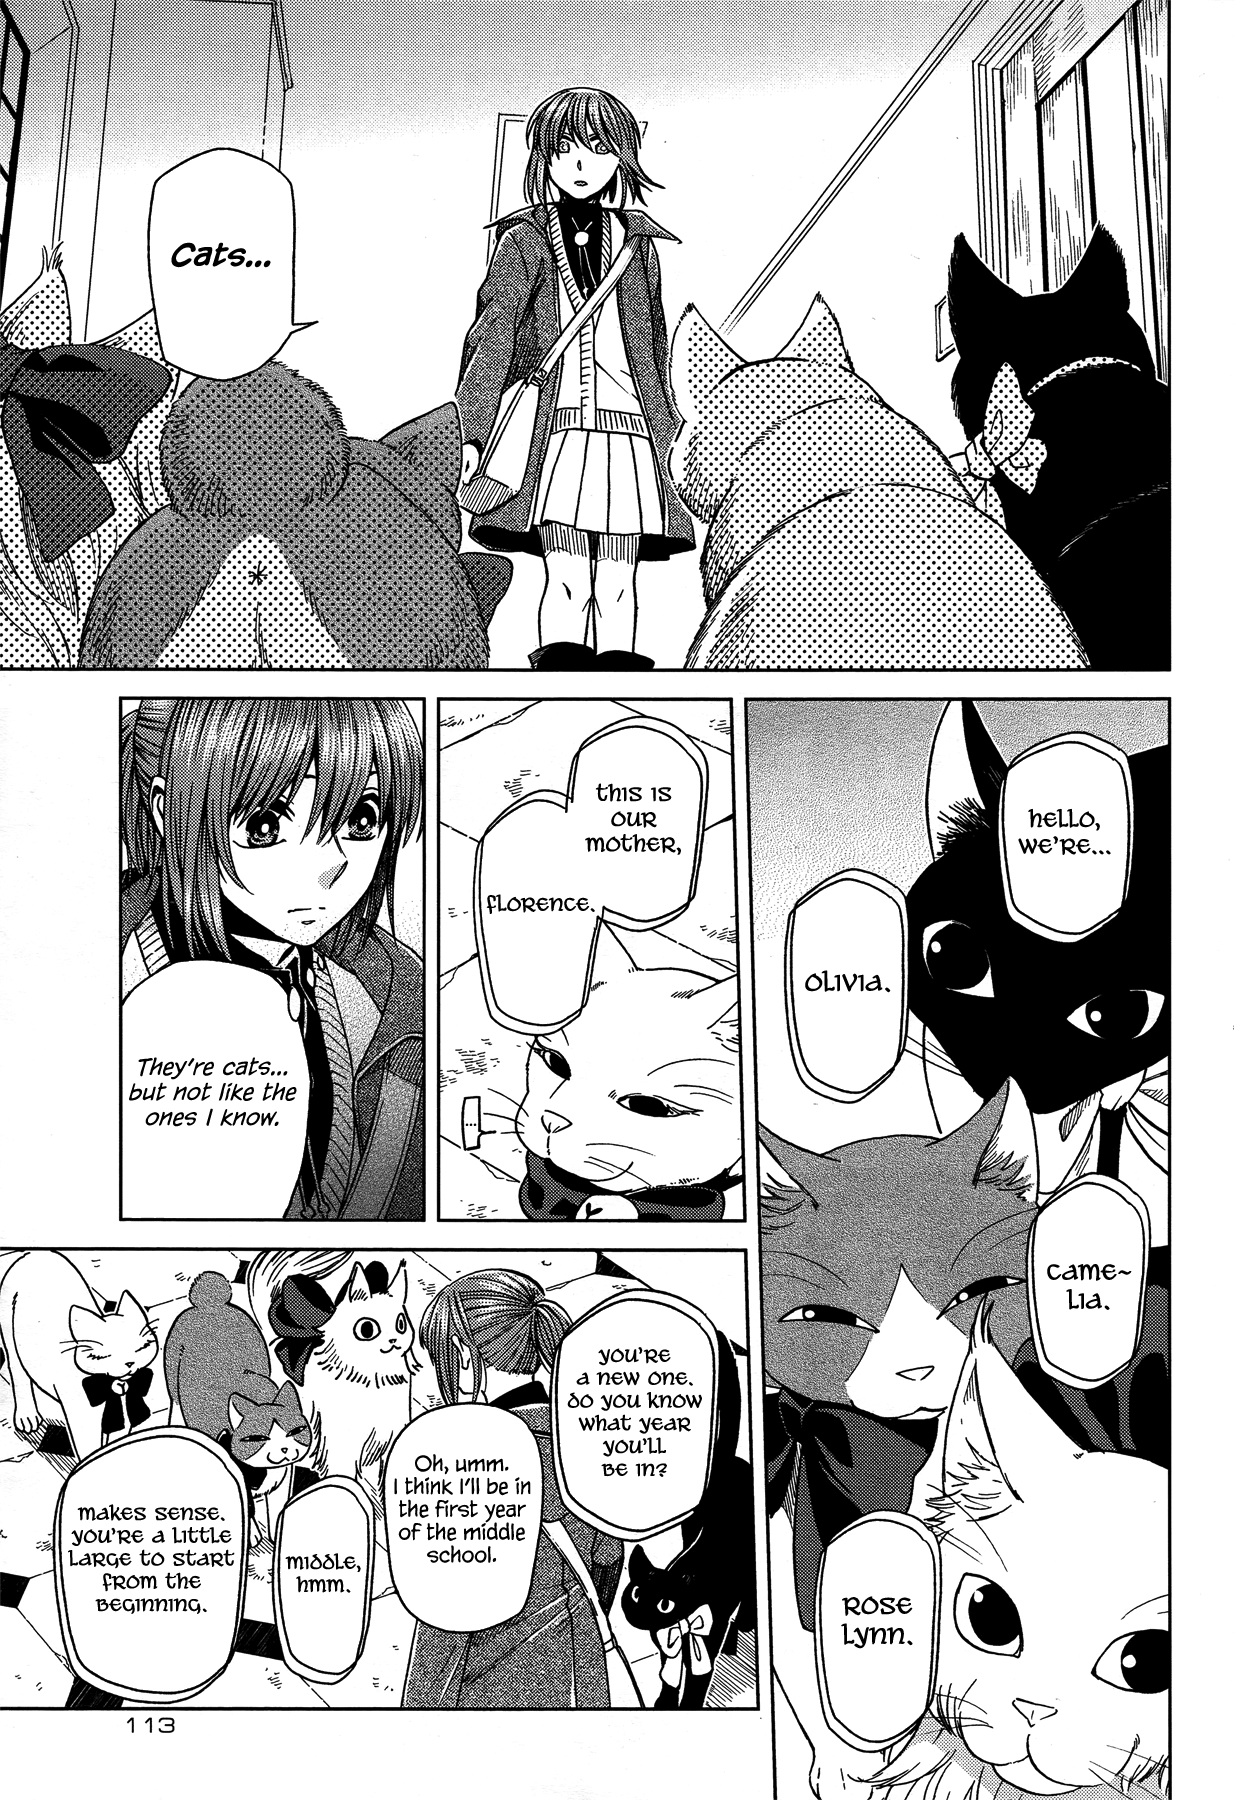 Cats...
HELLO,
WE'RE...
OLIVIA.
CAME~
LIA.
ROSE
LYNN.
THIS IS
OUR
MOTHER,
FLORENCE.
...
They're cats...
but not like the
ones I know.
YOU'RE
A NEW ONE.
DO YOU KNOW
WHAT YEAR
YOU'LL
BE IN?
Oh, umm.
I think I'll be in
the first year
of the middle
school.
MIDDLE,
HMM.
MAKES SENSE.
YOU'RE A LITTLE
LARGE TO START
FROM THE
BEGINNING.
113